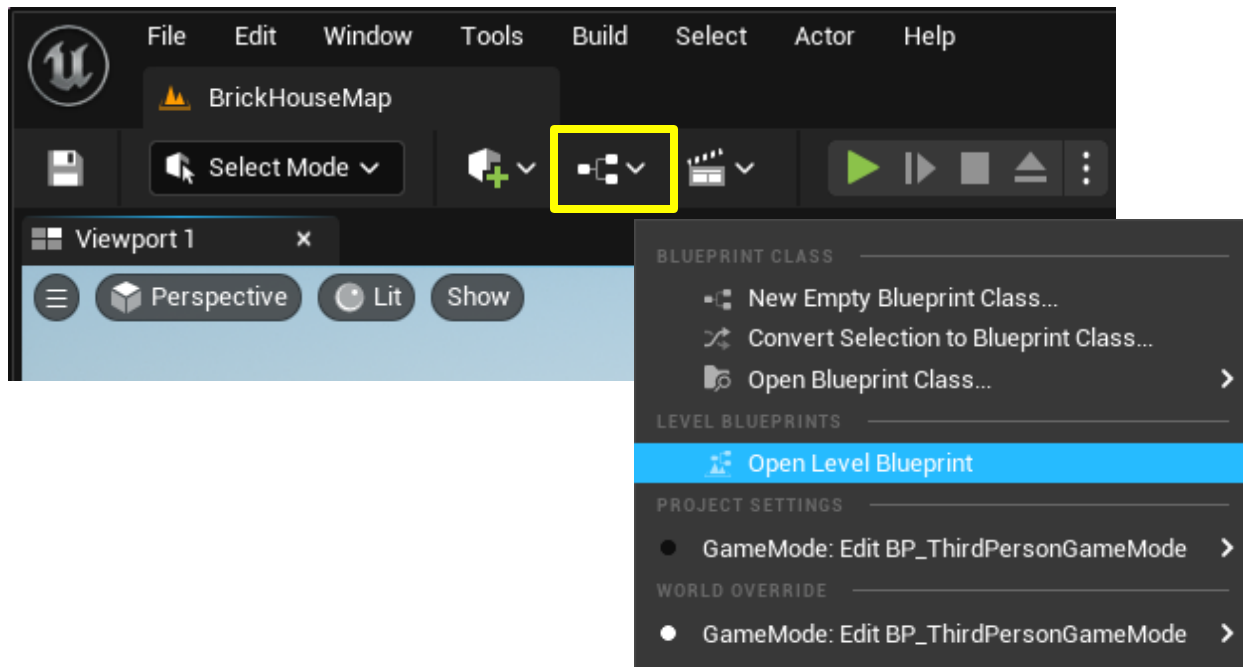 File Edit Window Tools Build Select Actor Help
BrickHouseMap
Select Mode
Viewport 1
Perspective Lit Show
BLUEPRINT CLASS
New Empty Blueprint Class...
Convert Selection to Blueprint Class...
Open Blueprint Class...
LEVEL BLUEPRINTS
Open Level Blueprint
PROJECT SETTINGS
GameMode: Edit BP_ThirdPersonGameMode
WORLD OVERRIDE
GameMode: Edit BP_ThirdPersonGameMode